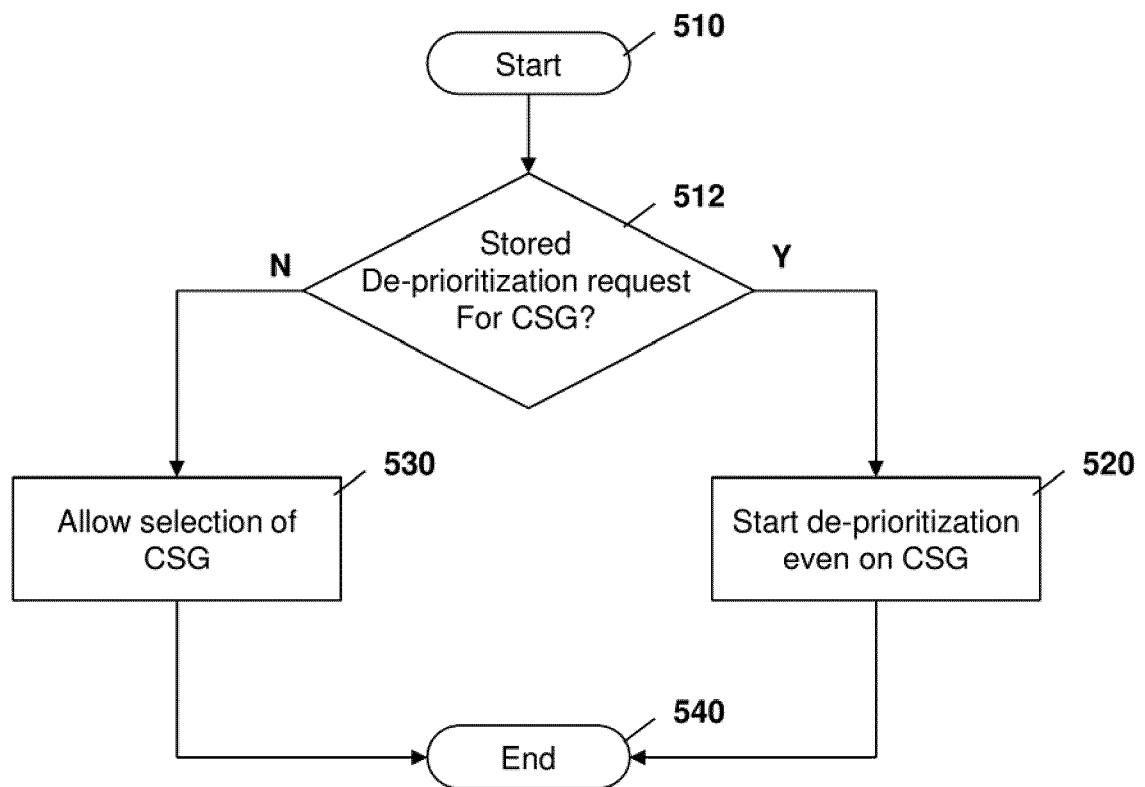 510
Start
512
Stored
De-prioritization request
For CSG?
N
Y
530
Allow selection of
CSG
520
Start de-prioritization
even on CSG
540
End